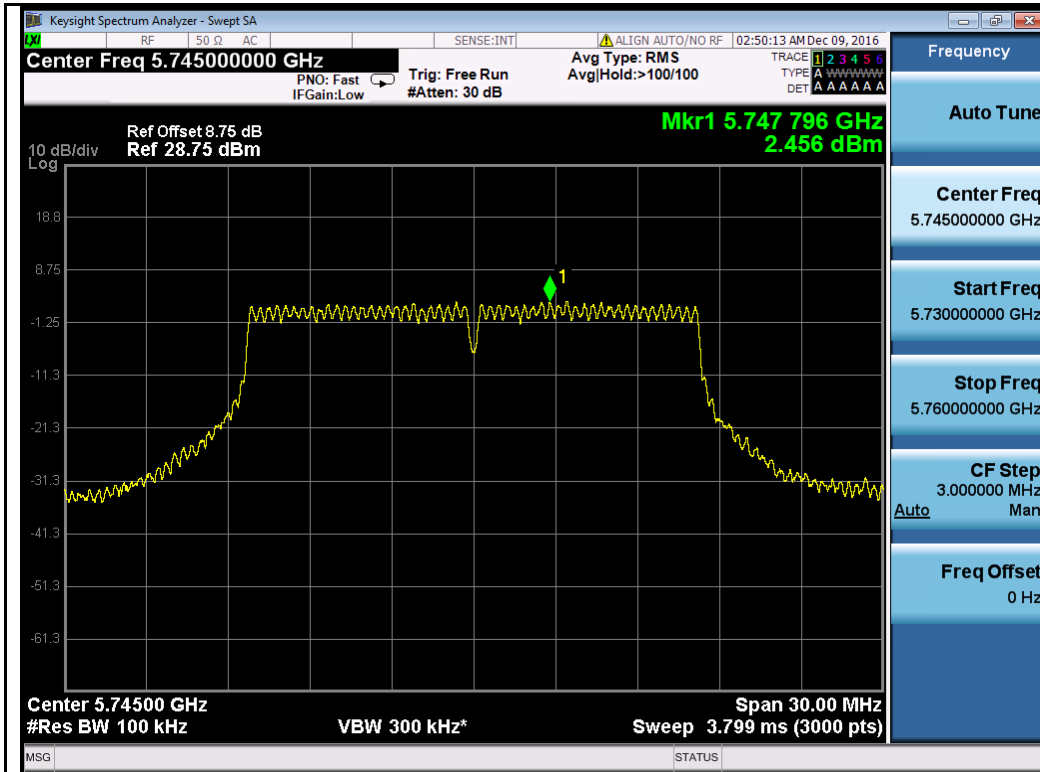 Keysight Spectrum Analyzer - Swept SA
LXI RF 50 Ω AC SENSE:INT ALIGN AUTO/NO RF 02:50:13 AM Dec 09, 2016
Center Freq 5.745000000 GHz
PNO: Fast
IFGain:Low
Trig: Free Run
#Atten: 30 dB
Avg Type: RMS
Avg|Hold:>100/100
TRACE 1 2 3 4 5 6
TYPE A WWWWW
DET A A A A A A
Mkr1 5.747 796 GHz
2.456 dBm
10 dB/div
Log
Ref Offset 8.75 dB
Ref 28.75 dBm
18.8
8.75
-1.25
-11.3
-21.3
-31.3
-41.3
-51.3
-61.3
1
Center 5.74500 GHz
Span 30.00 MHz
#Res BW 100 kHz
VBW 300 kHz*
Sweep 3.799 ms (3000 pts)
MSG
STATUS
Frequency
Auto Tune
Center Freq
5.745000000 GHz
Start Freq
5.730000000 GHz
Stop Freq
5.760000000 GHz
CF Step
3.000000 MHz
Auto Man
Freq Offset
0 Hz